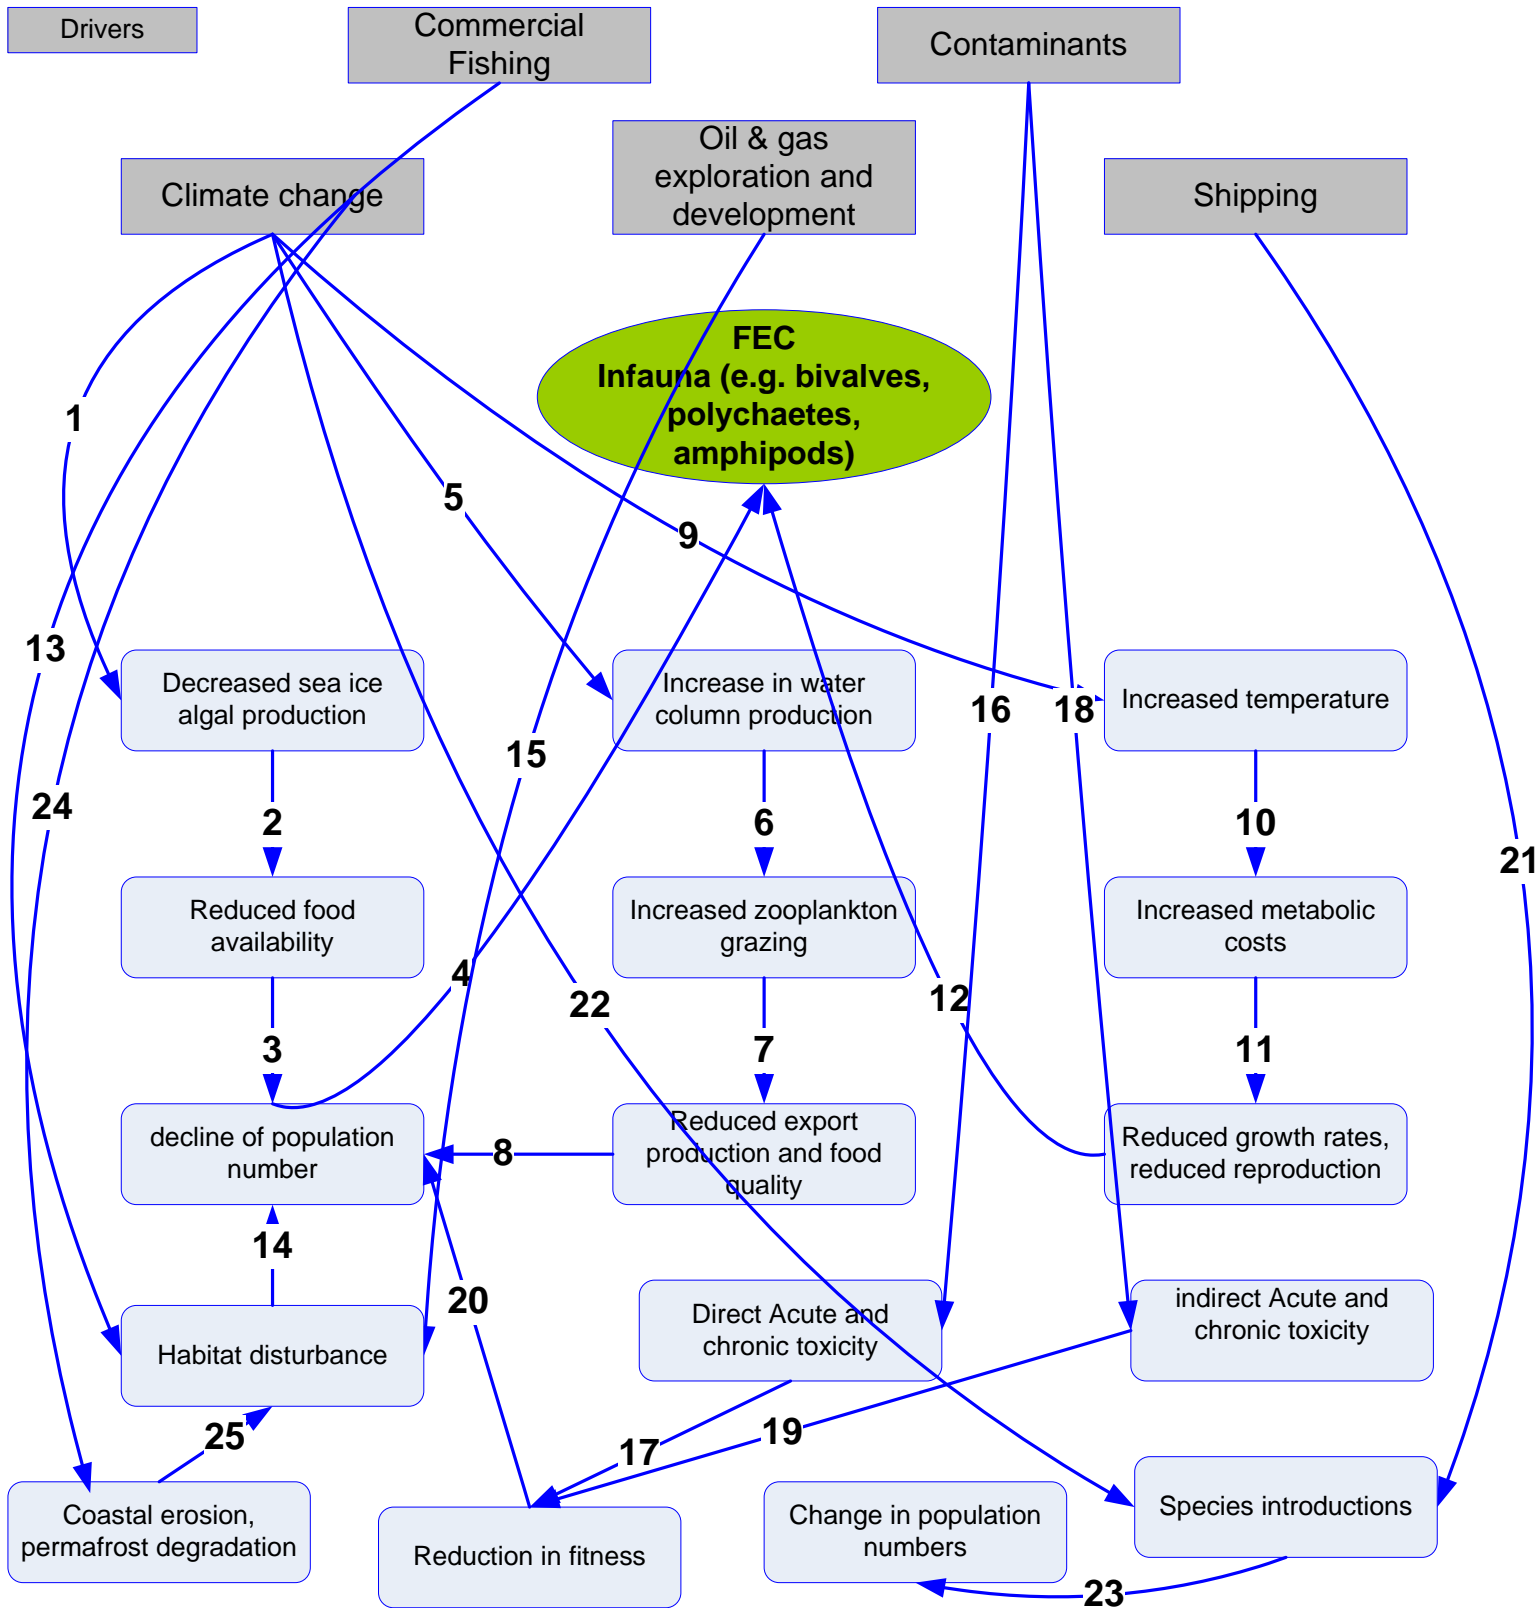 Drivers
Commercial
Fishing
Contaminants
Oil & gas
exploration and
development
Climate change
Shipping
FEC
Infauna (e.g. bivalves,
polychaetes,
amphipods)
1
5
9
13
Decreased sea ice
algal production
Increase in water
column production
Increased temperature
16
18
15
24
2
6
10
21
Reduced food
availability
Increased zooplankton
grazing
Increased metabolic
costs
4
22
12
3
7
11
decline of population
number
8
Reduced export
production and food
quality
Reduced growth rates,
reduced reproduction
14
20
Habitat disturbance
Direct Acute and
chronic toxicity
indirect Acute and
chronic toxicity
25
17
19
Coastal erosion,
permafrost degradation
Reduction in fitness
Change in population
numbers
Species introductions
23